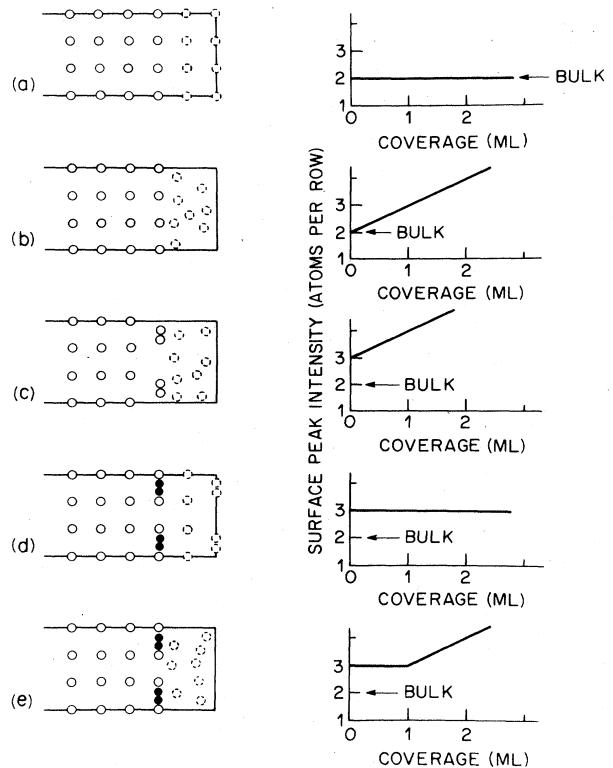 (a)
3
2
1
BULK
0 1 2
COVERAGE (ML)
(b)
3
2
1
BULK
0 1 2
COVERAGE (ML)
(c)
3
2
1
BULK
0 1 2
COVERAGE (ML)
(d)
3
2
1
BULK
0 1 2
COVERAGE (ML)
(e)
3
2
1
BULK
0 1 2
COVERAGE (ML)
SURFACE PEAK INTENSITY (ATOMS PER ROW)